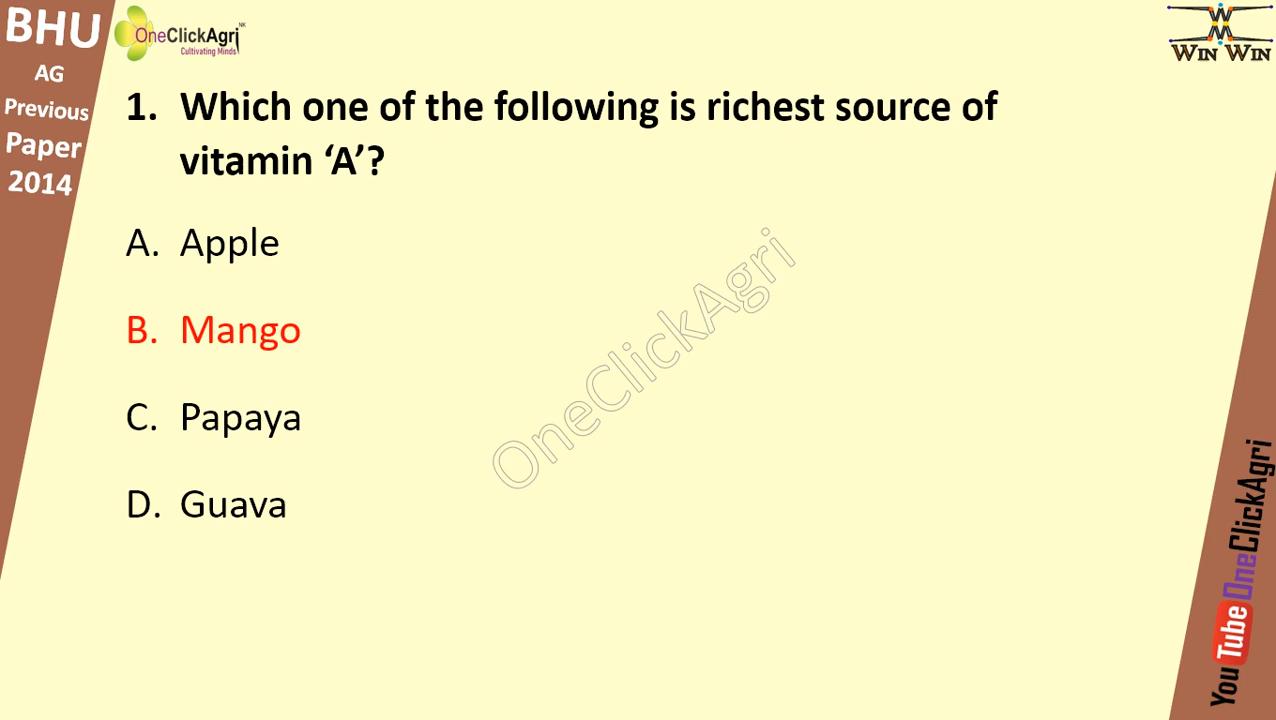 BHU
AG
Previous
Paper
2014
OneClickAgri NK
Cultivating Minds
WIN WIN
1. Which one of the following is richest source of
vitamin ‘A’?
A. Apple
B. Mango
C. Papaya
D. Guava
OneClickAgri
YouTube OneClickAgri